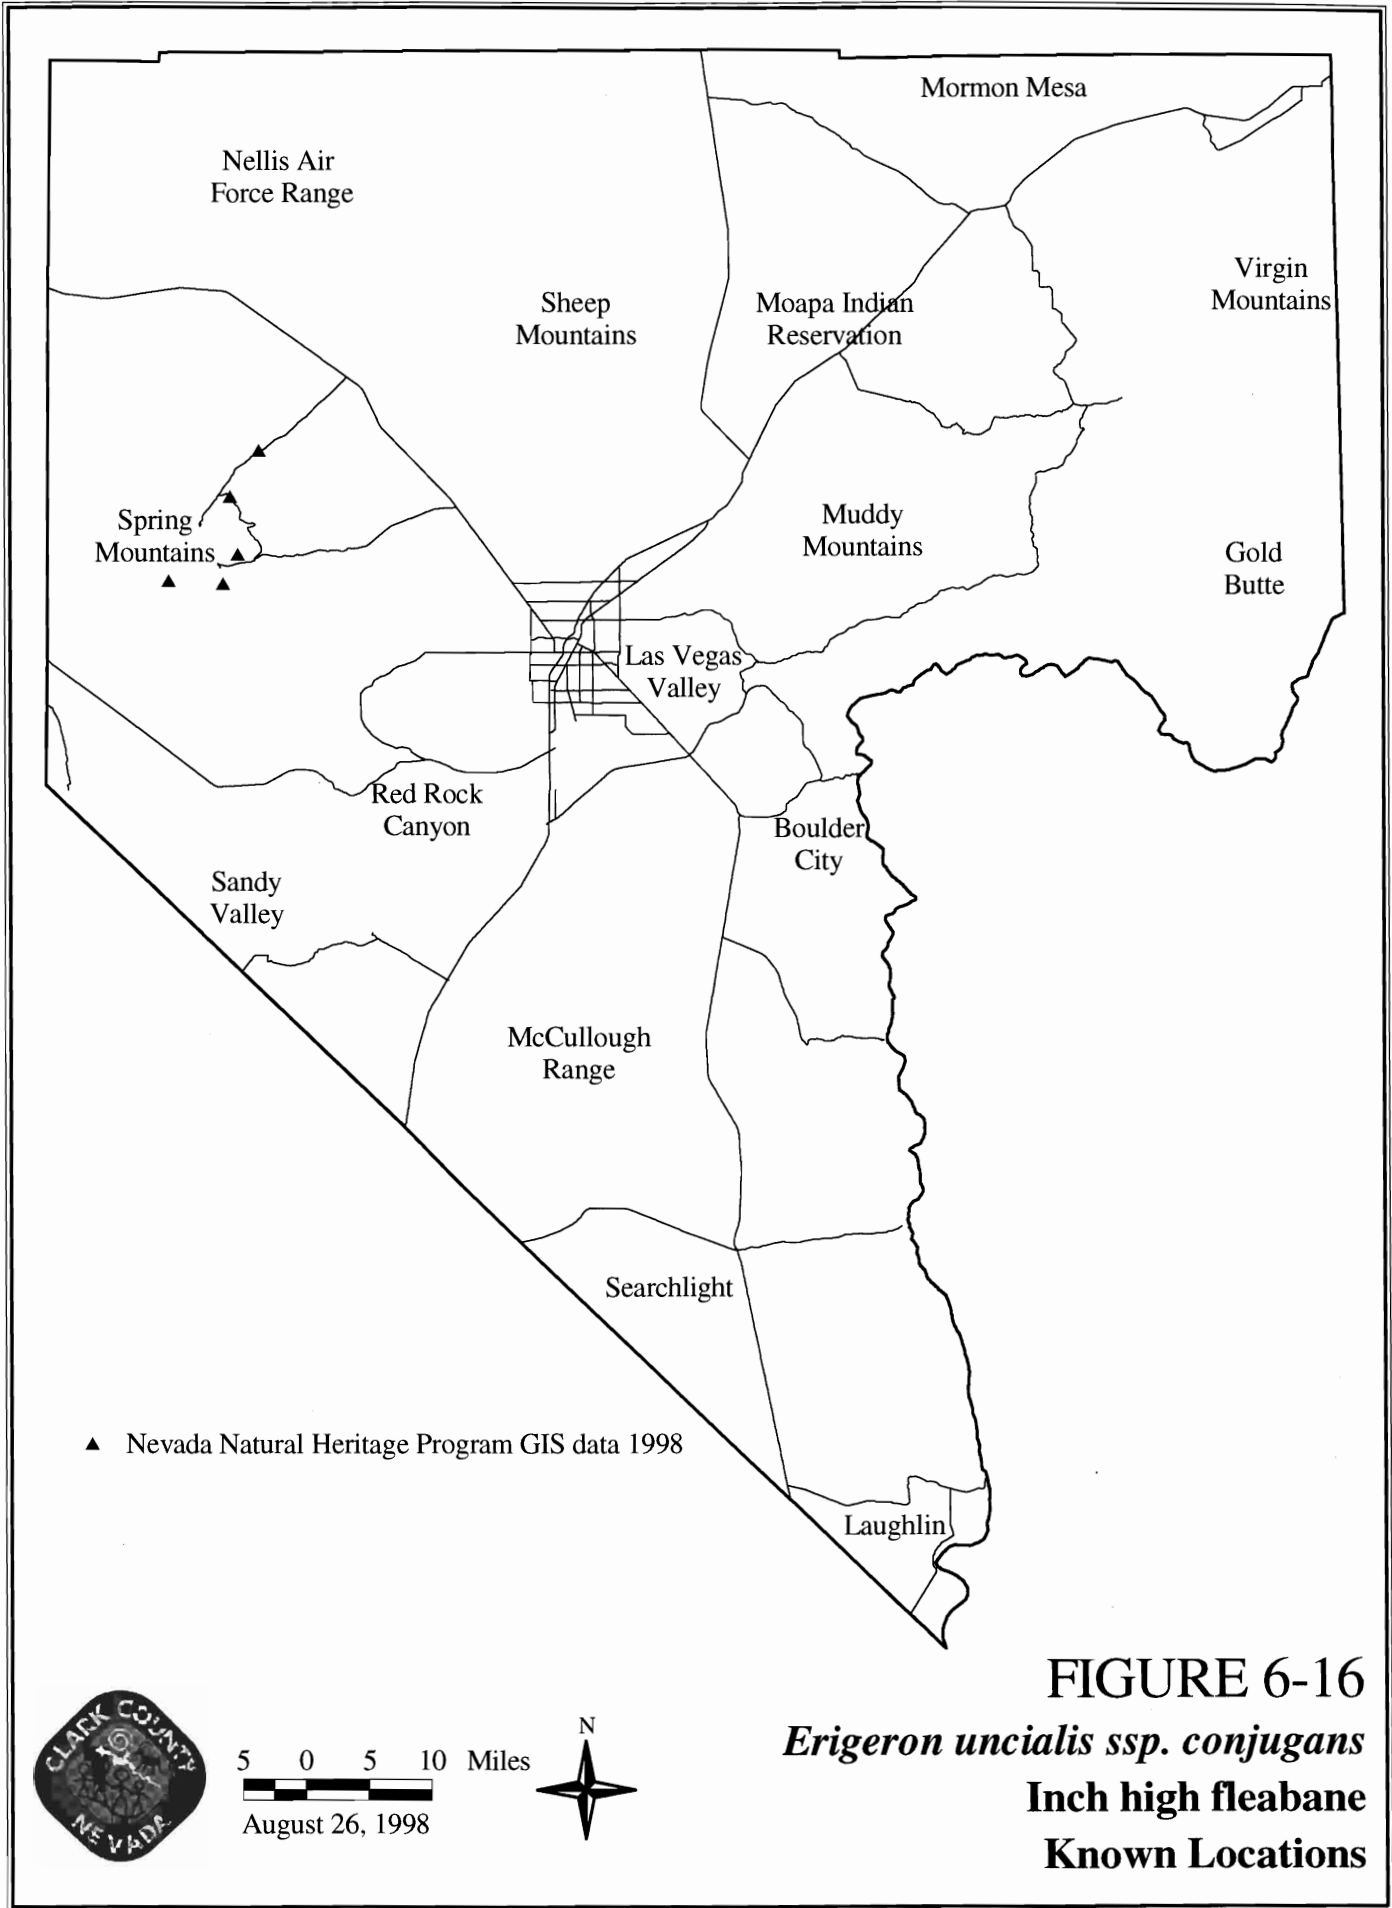 Mormon Mesa
Nellis Air
Force Range
Virgin
Mountains
Sheep
Mountains
Moapa Indian
Reservation
Spring
Mountains
Muddy
Mountains
Gold
Butte
Las Vegas
Valley
Red Rock
Canyon
Boulder
City
Sandy
Valley
McCullough
Range
Searchlight
▲ Nevada Natural Heritage Program GIS data 1998
Laughlin
FIGURE 6-16
Erigeron uncialis ssp. conjugans
Inch high fleabane
Known Locations
CLARK COUNTY
NEVADA
5 0 5 10 Miles
August 26, 1998
N